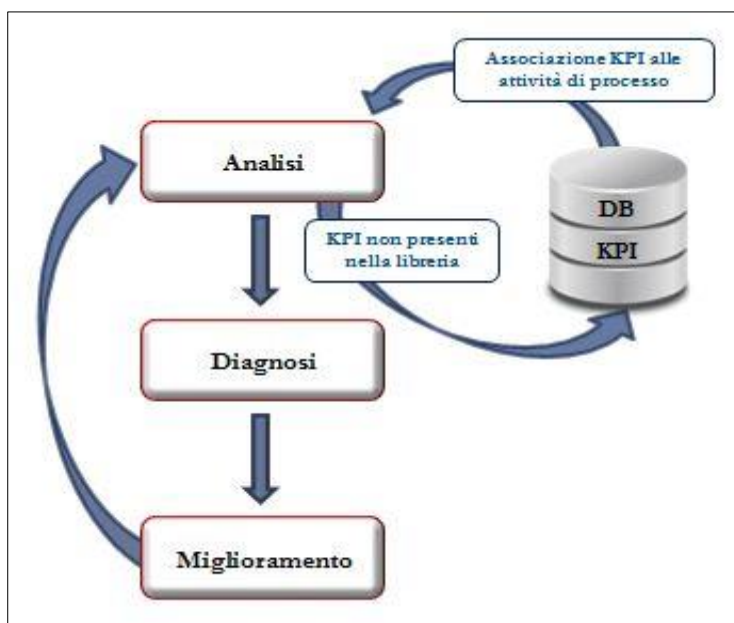 Associazione KPI alle
attività di processo
Analisi
DB
KPI
KPI non presenti
nella libreria
Diagnosi
Miglioramento